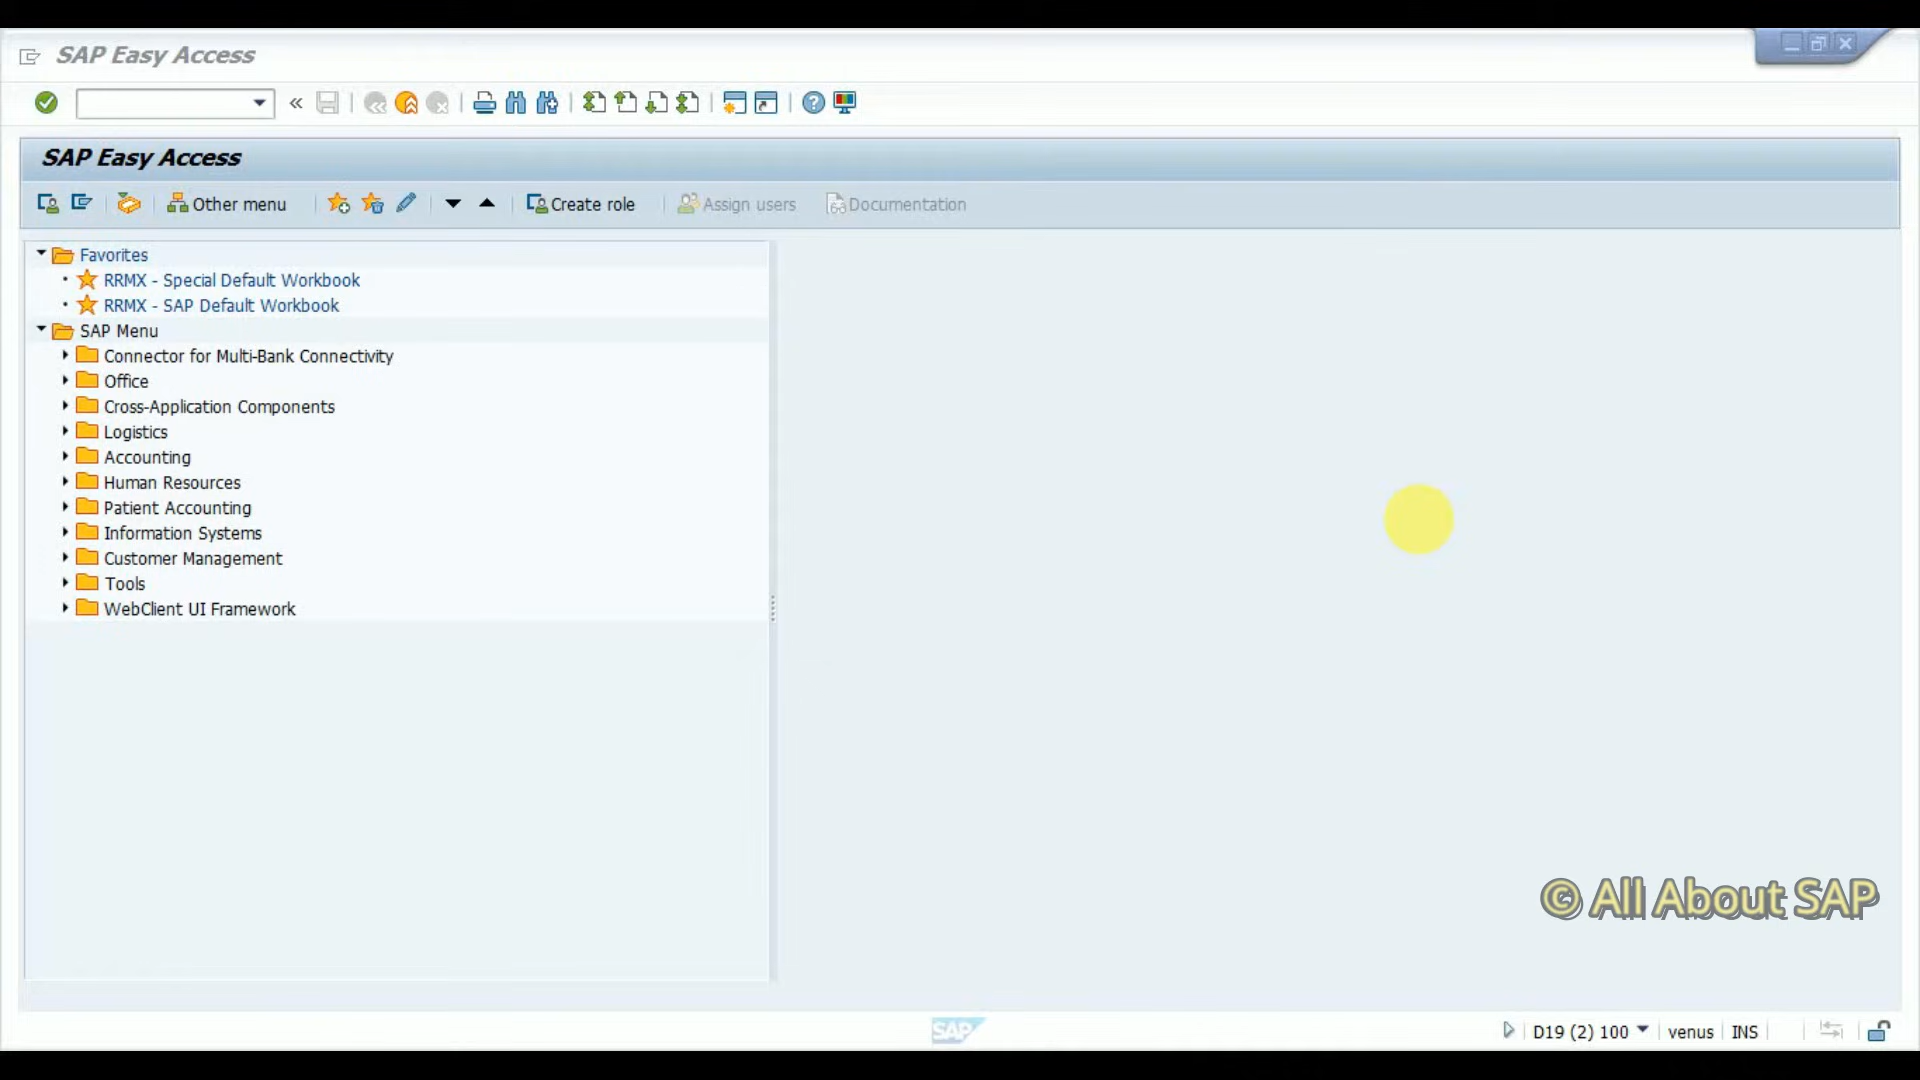 SAP Easy Access
SAP Easy Access
Other menu Create role Assign users Documentation
Favorites
RRMX - Special Default Workbook
RRMX - SAP Default Workbook
SAP Menu
Connector for Multi-Bank Connectivity
Office
Cross-Application Components
Logistics
Accounting
Human Resources
Patient Accounting
Information Systems
Customer Management
Tools
WebClient UI Framework
© All About SAP
SAP D19 (2) 100 venus INS